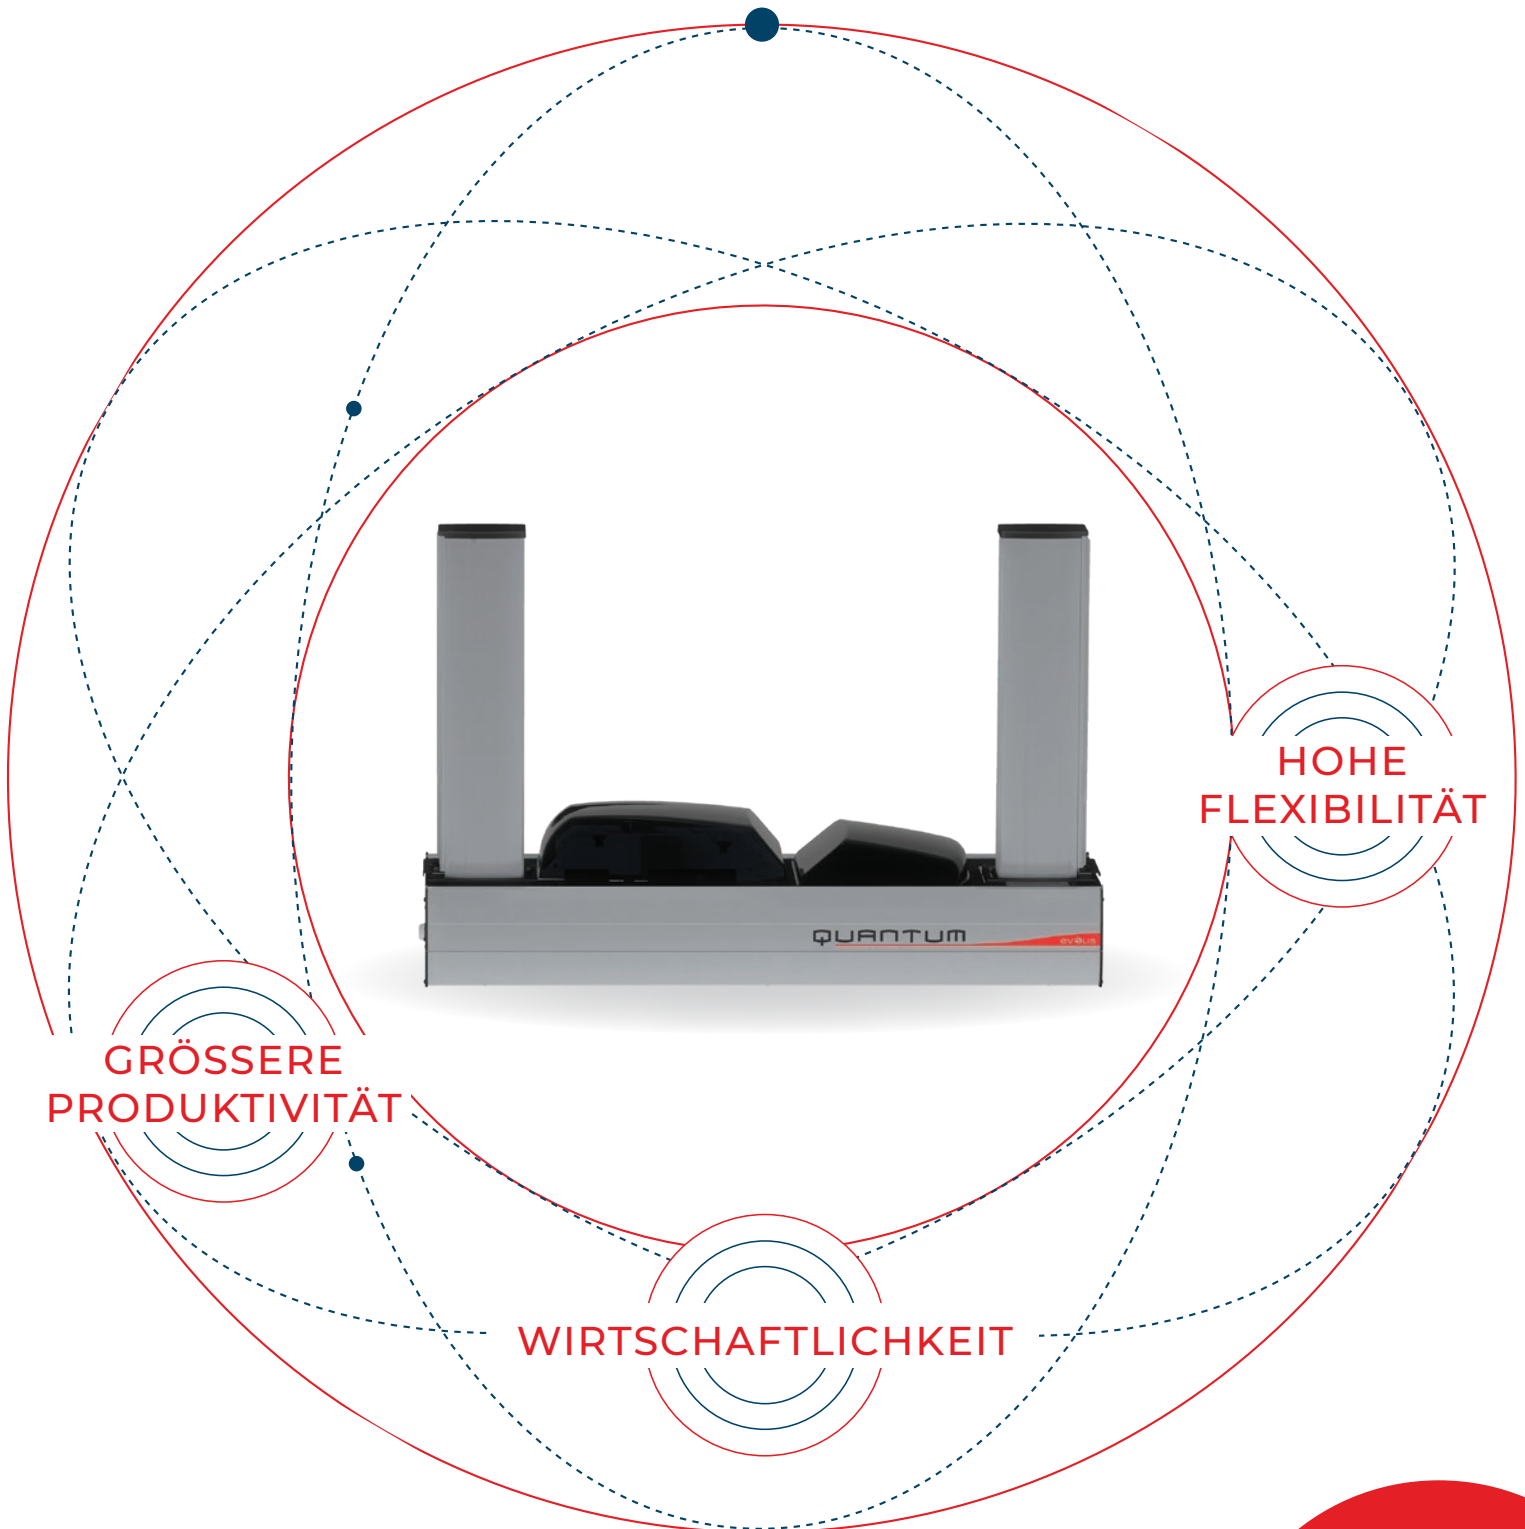 HOHE
FLEXIBILITÄT
QUANTUM
evolis
GRÖSSERE
PRODUKTIVITÄT
WIRTSCHAFTLICHKEIT